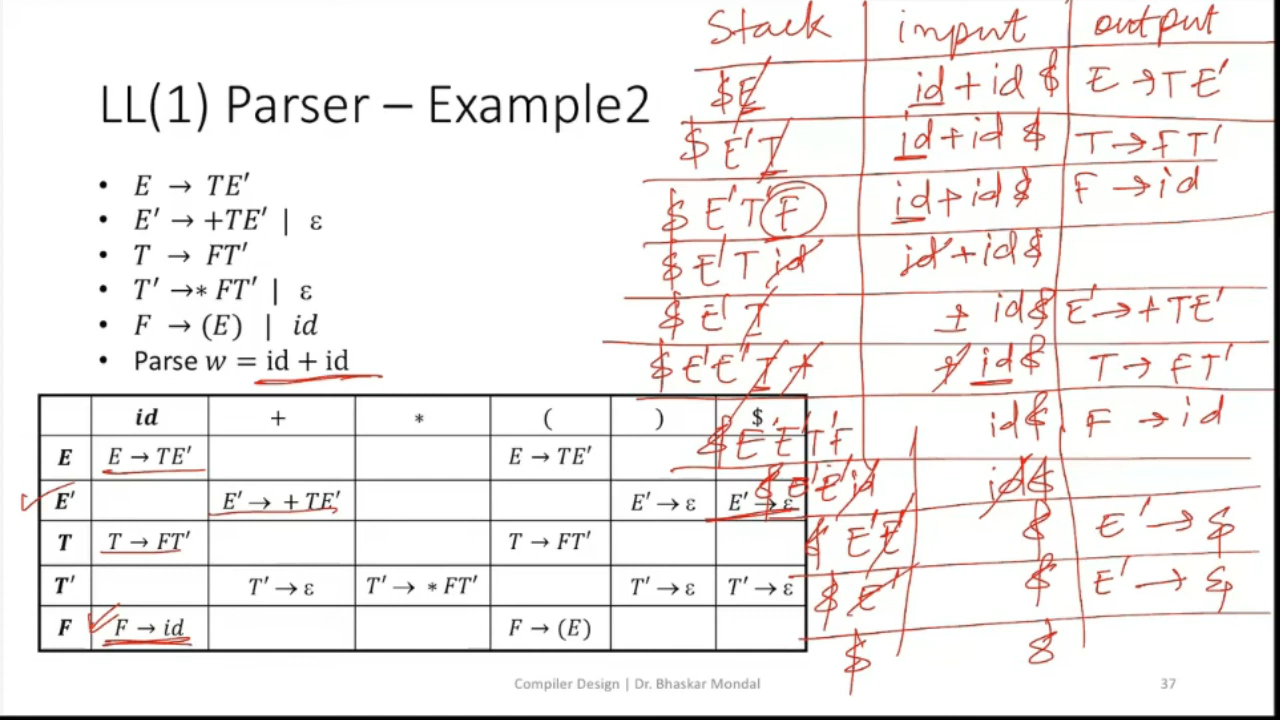 LL(1) Parser – Example2
• E → TE′
• E′ → +TE′ | ε
• T → FT′
• T′ →* FT′ | ε
• F → (E) | id
• Parse w = id + id
id + * ( ) $
E E → TE′ E → TE′
E′ E′ → +TE′ E′ → ε E′ → ε
T T → FT′ T → FT′
T′ T′ → ε T′ → * FT′ T′ → ε T′ → ε
F F → id F → (E)
Stack input output
$E id + id $ E → TE'
$ E'T id + id $ T → FT'
$ E'T'F id + id $ F → id
$ E'T id id + id $
$ E' T + id $ E' → + TE'
$ E'E'T + + id $ T → FT'
$ E'E'T'F id $ F → id
$ E'E'id id $
$ E'E' $ E' → $
$ E' $ E' → $
$ $
Compiler Design | Dr. Bhaskar Mondal
37